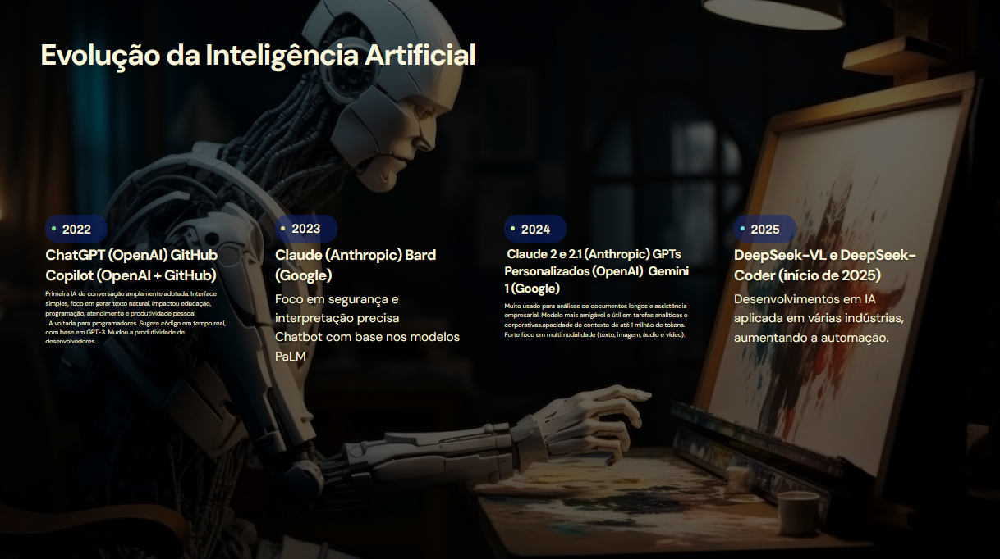 Evolução da Inteligência Artificial
2022
ChatGPT (OpenAI) GitHub
Copilot (OpenAI + GitHub)
Primeira IA de conversação amplamente adotada. Interface
simples, foco em gerar texto natural. Impactou educação,
programação, atendimento e produtividade pessoal
IA voltada para programadores. Sugere código em tempo real,
com base em GPT-3. Mudou a produtividade de
desenvolvedores.
2023
Claude (Anthropic) Bard
(Google)
Foco em segurança e
interpretação precisa
Chatbot com base nos modelos
PaLM
2024
Claude 2 e 2.1 (Anthropic) GPTs
Personalizados (OpenAI) Gemini
1 (Google)
Muito usado para análises de documentos longos e assistência
empresarial. Modelo mais amigável e útil em tarefas analíticas e
corporativas.apacidade de contexto de até 1 milhão de tokens.
Forte foco em multimodalidade (texto, imagem, áudio e vídeo).
2025
DeepSeek-VL e DeepSeek-
Coder (início de 2025)
Desenvolvimentos em IA
aplicada em várias indústrias,
aumentando a automação.